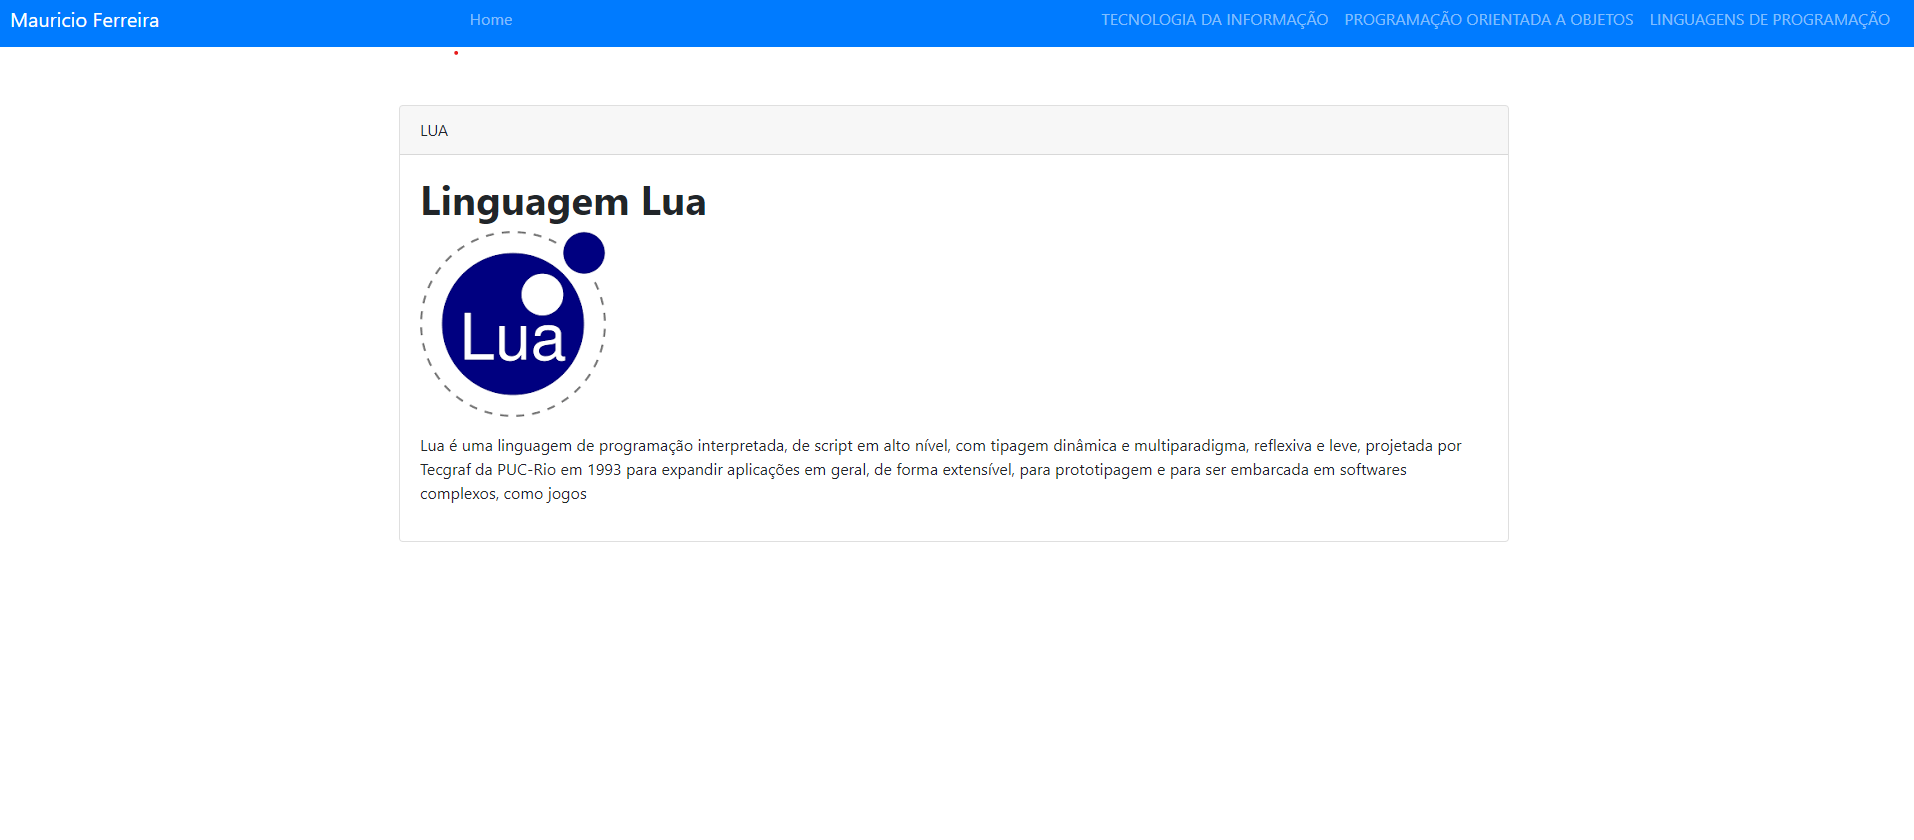 Mauricio Ferreira
Home
TECNOLOGIA DA INFORMAÇÃO
PROGRAMAÇÃO ORIENTADA A OBJETOS
LINGUAGENS DE PROGRAMAÇÃO
LUA
Linguagem Lua
Lua
Lua é uma linguagem de programação interpretada, de script em alto nível, com tipagem dinâmica e multiparadigma, reflexiva e leve, projetada por
Tecgraf da PUC-Rio em 1993 para expandir aplicações em geral, de forma extensível, para prototipagem e para ser embarcada em softwares
complexos, como jogos